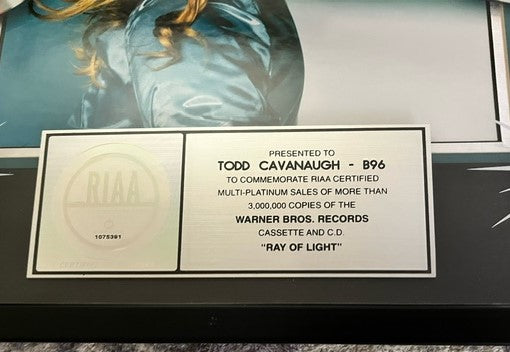 RIAA
1075391
PRESENTED TO
TODD CAVANAUGH - B96
TO COMMEMORATE RIAA CERTIFIED
MULTI-PLATINUM SALES OF MORE THAN
3,000,000 COPIES OF THE
WARNER BROS. RECORDS
CASSETTE AND C.D.
"RAY OF LIGHT"